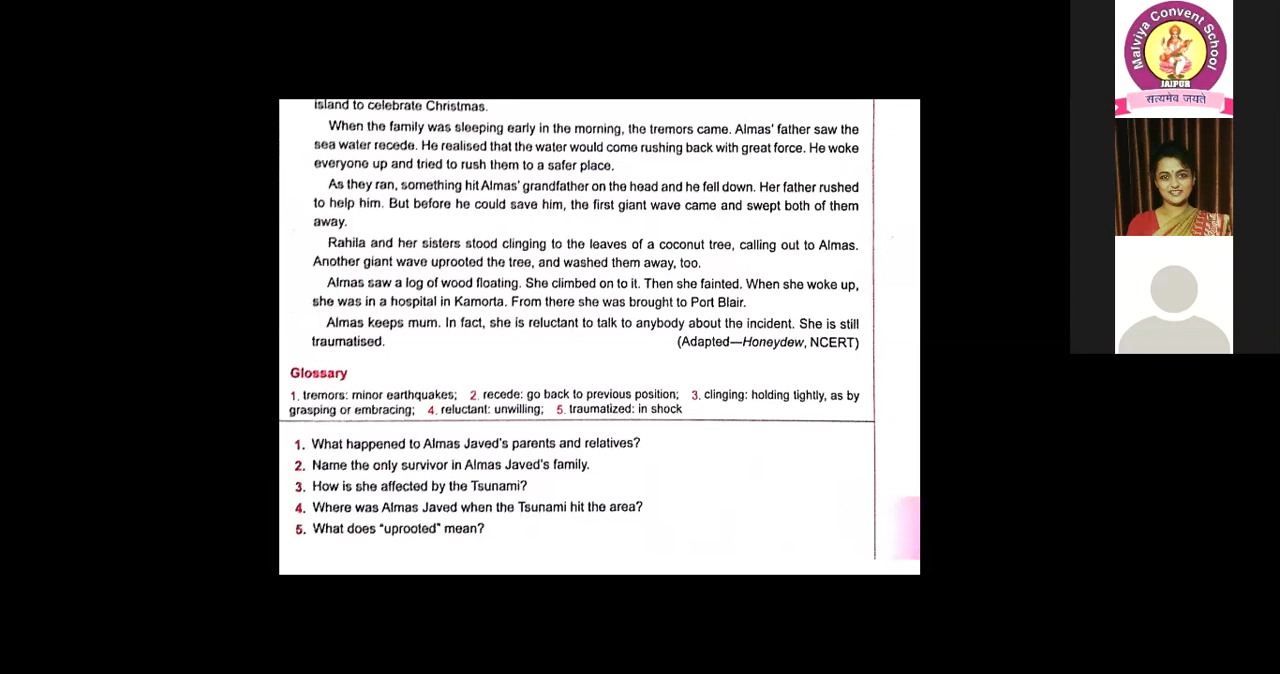 island to celebrate Christmas.
When the family was sleeping early in the morning, the tremors came. Almas' father saw the
sea water recede. He realised that the water would come rushing back with great force. He woke
everyone up and tried to rush them to a safer place.
As they ran, something hit Almas' grandfather on the head and he fell down. Her father rushed
to help him. But before he could save him, the first giant wave came and swept both of them
away.
Rahila and her sisters stood clinging to the leaves of a coconut tree, calling out to Almas.
Another giant wave uprooted the tree, and washed them away, too.
Almas saw a log of wood floating. She climbed on to it. Then she fainted. When she woke up,
she was in a hospital in Kamorta. From there she was brought to Port Blair.
Almas keeps mum. In fact, she is reluctant to talk to anybody about the incident. She is still
traumatised. (Adapted—Honeydew, NCERT)
Glossary
1. tremors: minor earthquakes; 2. recede: go back to previous position; 3. clinging: holding tightly, as by
grasping or embracing; 4. reluctant: unwilling; 5. traumatized: in shock
1. What happened to Almas Javed's parents and relatives?
2. Name the only survivor in Almas Javed's family.
3. How is she affected by the Tsunami?
4. Where was Almas Javed when the Tsunami hit the area?
5. What does "uprooted" mean?
Malviya Convent School
JAIPUR
सत्यमेव जयते